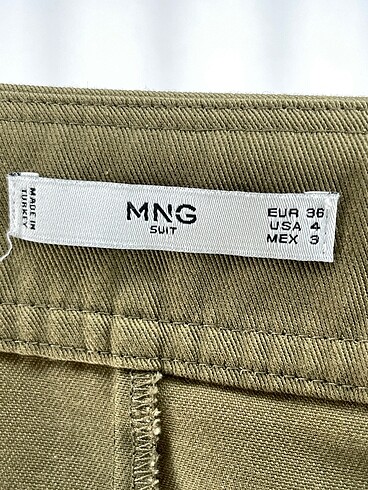 MADE IN
TURKEY
MNG
SUIT
EUR 36
USA 4
MEX 3